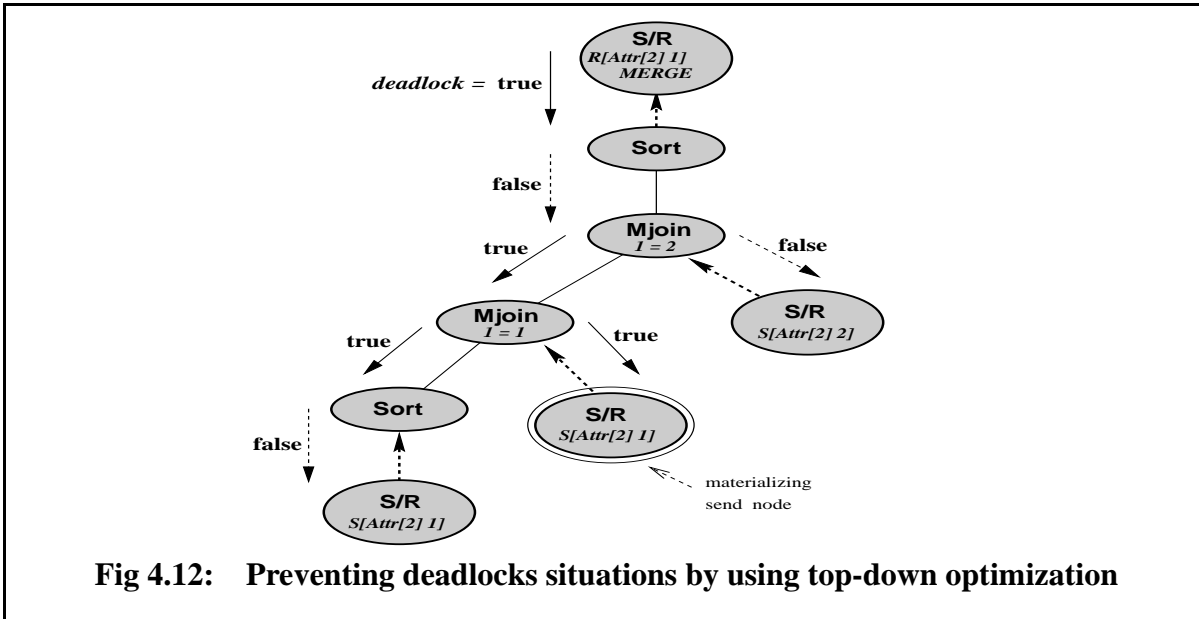 S/R
R[Attr[2] 1]
MERGE
deadlock = true
Sort
false
Mjoin
1 = 2
true
false
S/R
S[Attr[2] 2]
Mjoin
1 = 1
true
true
Sort
S/R
S[Attr[2] 1]
false
materializing
send node
S/R
S[Attr[2] 1]
Fig 4.12: Preventing deadlocks situations by using top-down optimization